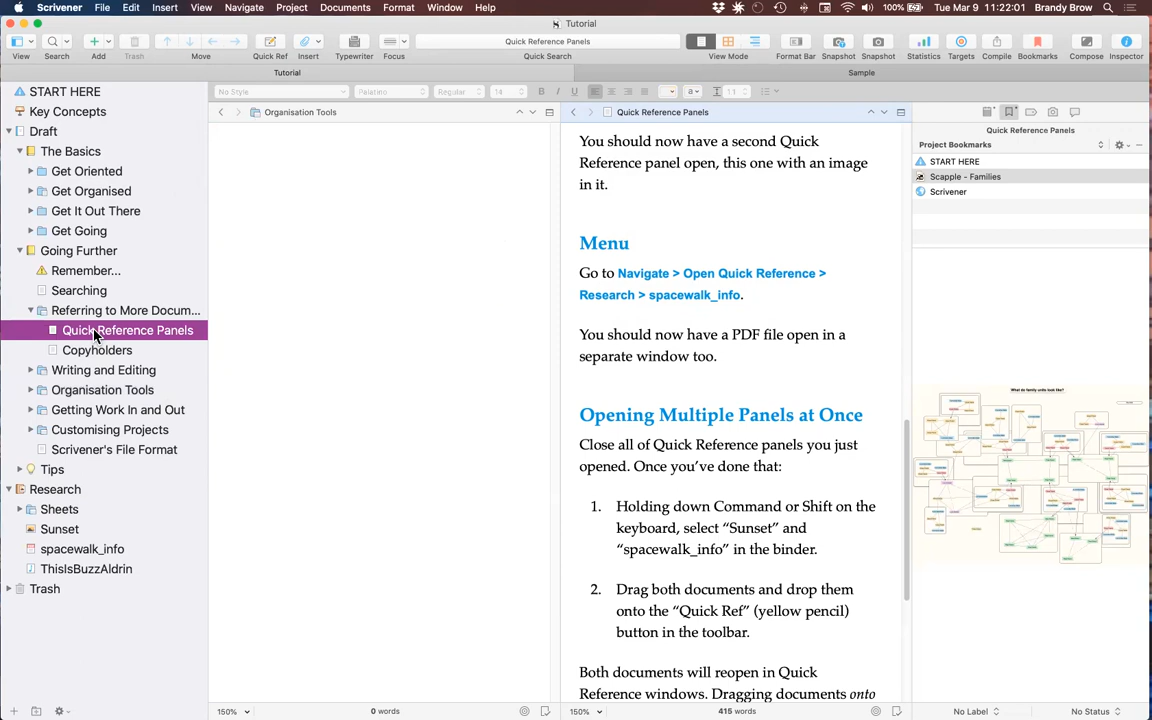 Scrivener File Edit Insert View Navigate Project Documents Format Window Help 100% Tue Mar 9 11:22:01 Brandy Brow
Tutorial
Quick Reference Panels
View Search Add Trash Move Quick Ref Insert Typewriter Focus Quick Search View Mode Format Bar Snapshot Snapshot Statistics Targets Compile Bookmarks Compose Inspector
Tutorial Sample
No Style Palatino Regular 14 B I U a 11
START HERE
Key Concepts
Draft
The Basics
Get Oriented
Get Organised
Get It Out There
Get Going
Going Further
Remember...
Searching
Referring to More Docum...
Quick Reference Panels
Copyholders
Writing and Editing
Organisation Tools
Getting Work In and Out
Customising Projects
Scrivener's File Format
Tips
Research
Sheets
Sunset
spacewalk_info
ThisIsBuzzAldrin
Trash
Organisation Tools
150% 0 words
Quick Reference Panels
You should now have a second Quick
Reference panel open, this one with an image
in it.
Menu
Go to Navigate > Open Quick Reference >
Research > spacewalk_info.
You should now have a PDF file open in a
separate window too.
Opening Multiple Panels at Once
Close all of Quick Reference panels you just
opened. Once you’ve done that:
1. Holding down Command or Shift on the
keyboard, select “Sunset” and
“spacewalk_info” in the binder.
2. Drag both documents and drop them
onto the “Quick Ref” (yellow pencil)
button in the toolbar.
Both documents will reopen in Quick
Reference windows. Dragging documents onto
150% 415 words
Quick Reference Panels
Project Bookmarks
START HERE
Scapple - Families
Scrivener
What do family units look like?
No Label No Status